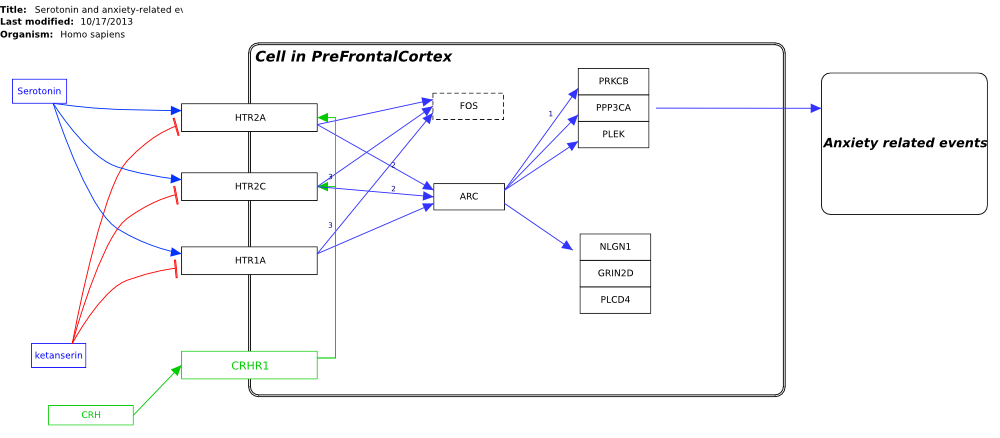 Title: Serotonin and anxiety-related
Last modified: 10/17/2013
Organism: Homo sapiens
Cell in PreFrontalCortex
PRKCB
Serotonin
FOS
PPP3CA
HTR2A
1
PLEK
Anxiety related events
2
3
HTR2C
2
ARC
3
NLGN1
HTR1A
GRIN2D
PLCD4
ketanserin
CRHR1
CRH